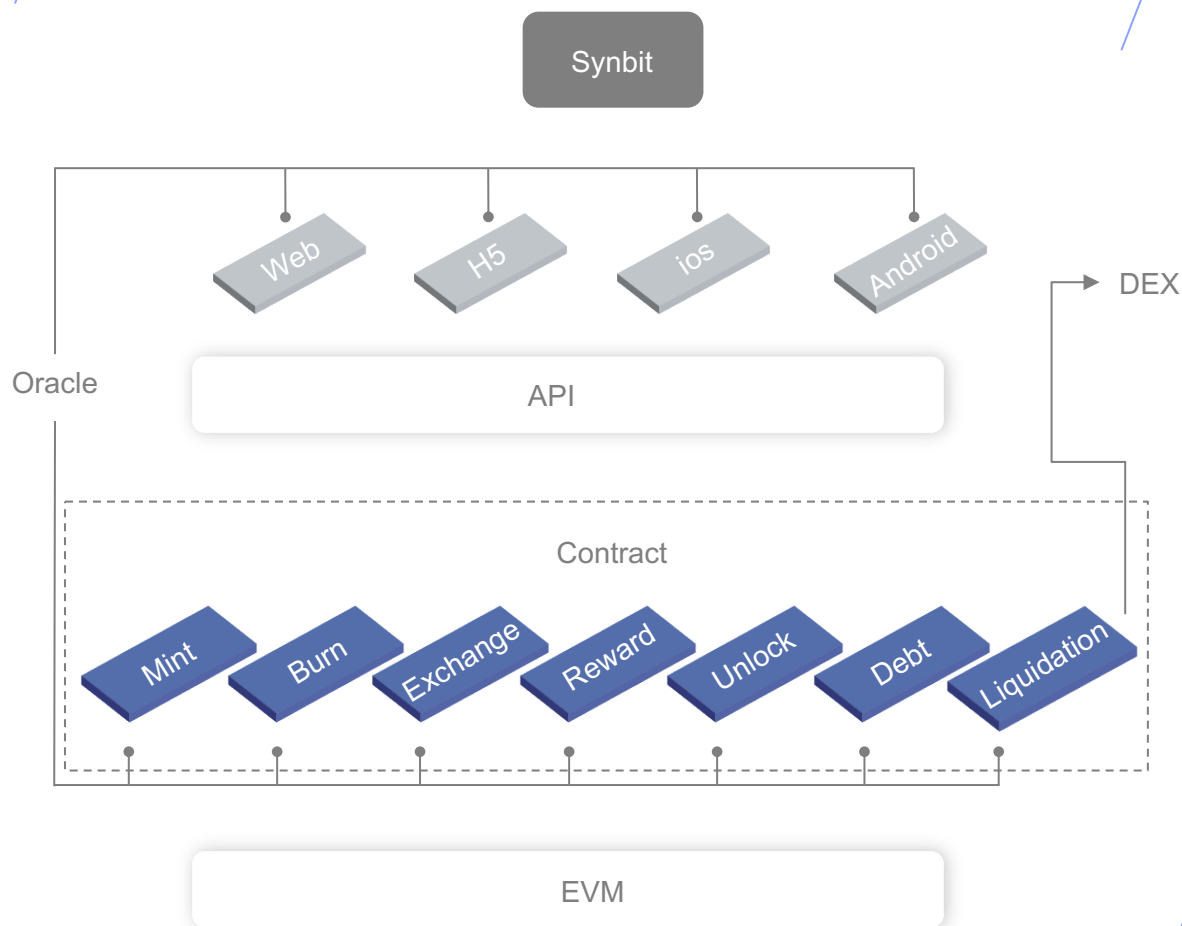 Synbit
Web
H5
ios
Android
DEX
Oracle
API
Contract
Mint
Burn
Exchange
Reward
Unlock
Debt
Liquidation
EVM